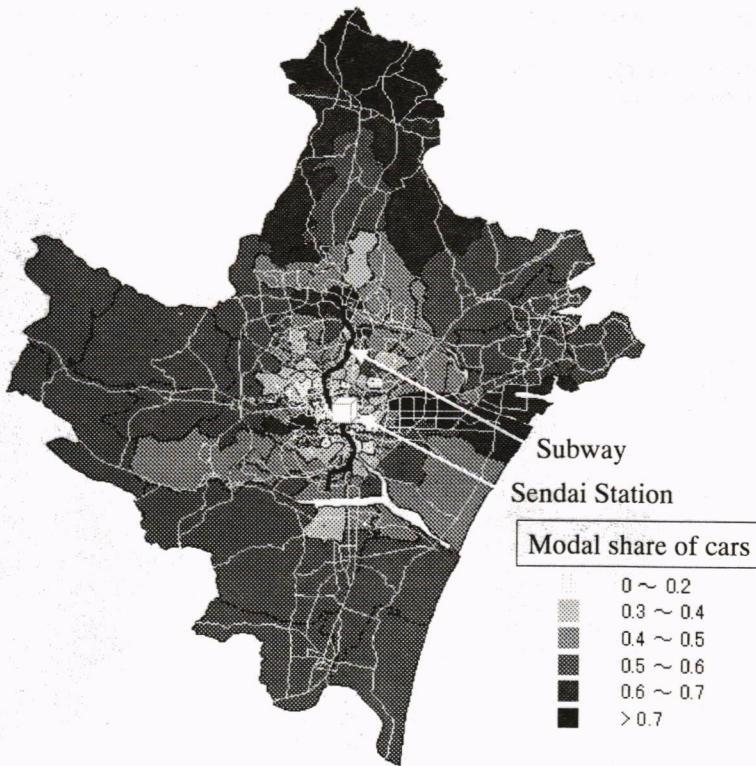 Subway
Sendai Station
Modal share of cars
0 ~ 0.2
0.3 ~ 0.4
0.4 ~ 0.5
0.5 ~ 0.6
0.6 ~ 0.7
> 0.7